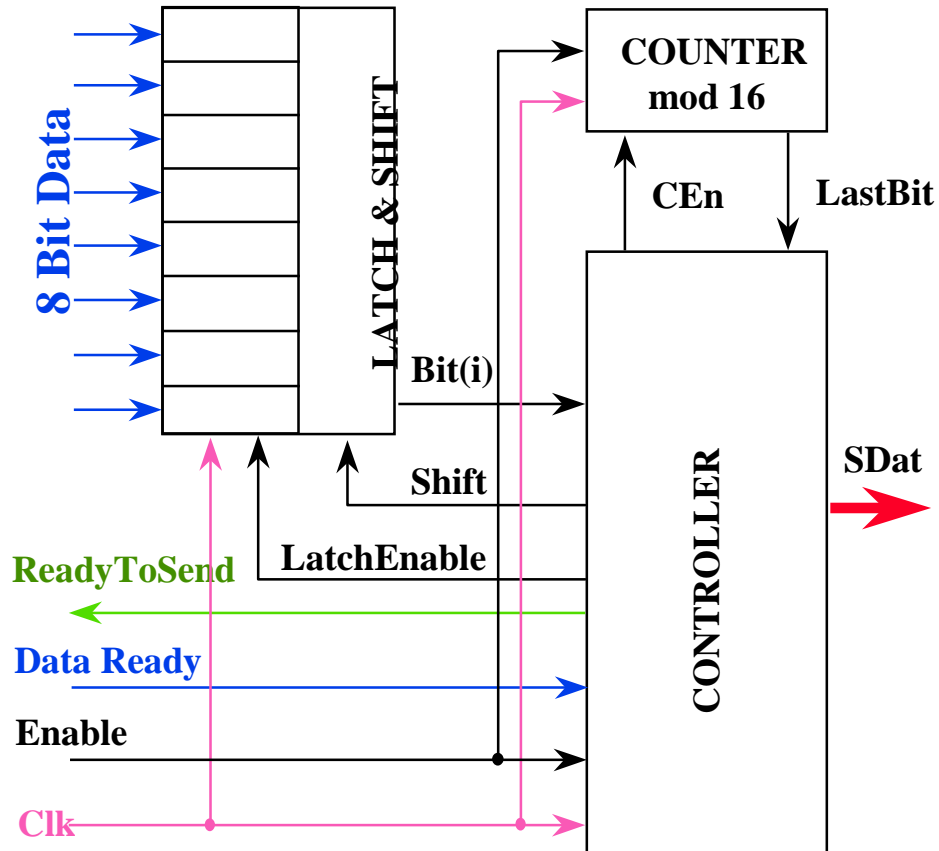 8 Bit Data
LATCH & SHIFT
COUNTER
mod 16
CEn
LastBit
Bit(i)
Shift
LatchEnable
ReadyToSend
Data Ready
Enable
Clk
CONTROLLER
SDat